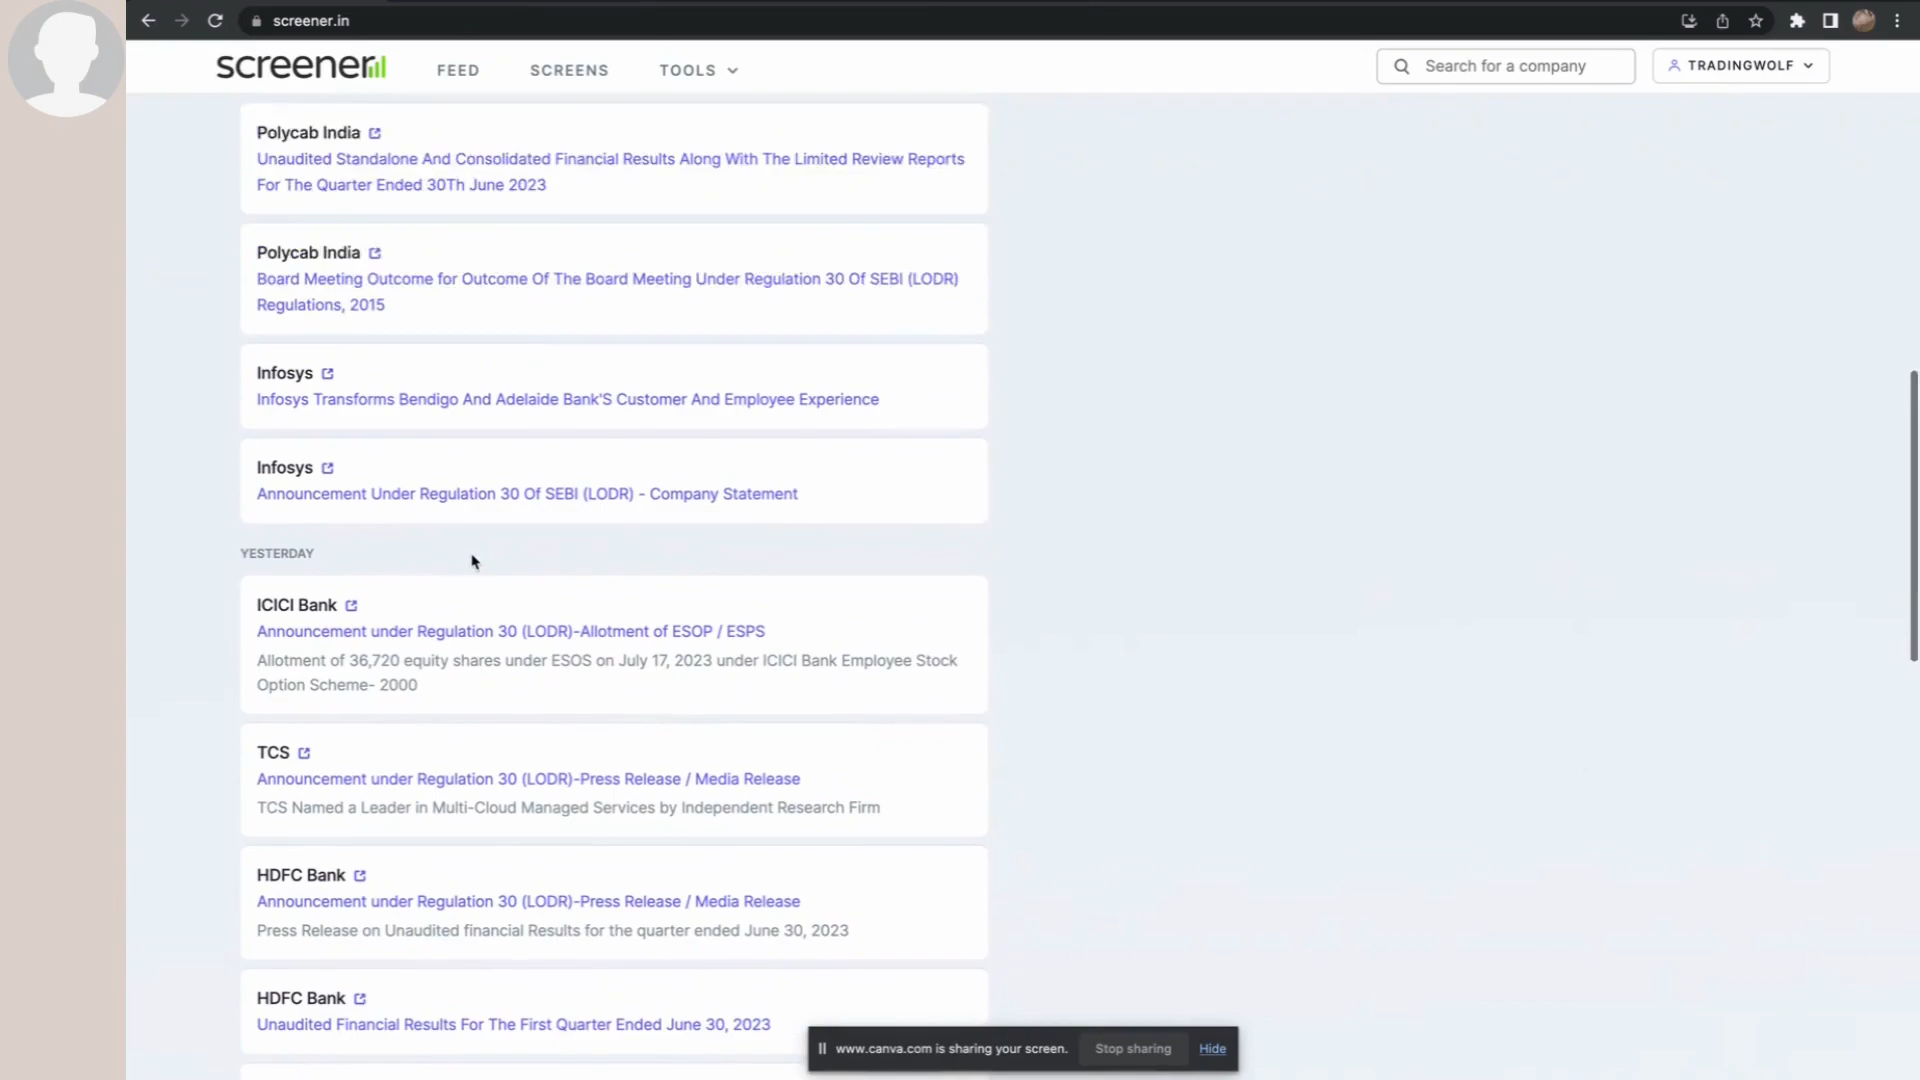 screener.in
screener
FEED
SCREENS
TOOLS
Search for a company
TRADINGWOLF
Polycab India
Unaudited Standalone And Consolidated Financial Results Along With The Limited Review Reports
For The Quarter Ended 30Th June 2023
Polycab India
Board Meeting Outcome for Outcome Of The Board Meeting Under Regulation 30 Of SEBI (LODR)
Regulations, 2015
Infosys
Infosys Transforms Bendigo And Adelaide Bank'S Customer And Employee Experience
Infosys
Announcement Under Regulation 30 Of SEBI (LODR) - Company Statement
YESTERDAY
ICICI Bank
Announcement under Regulation 30 (LODR)-Allotment of ESOP / ESPS
Allotment of 36,720 equity shares under ESOS on July 17, 2023 under ICICI Bank Employee Stock
Option Scheme- 2000
TCS
Announcement under Regulation 30 (LODR)-Press Release / Media Release
TCS Named a Leader in Multi-Cloud Managed Services by Independent Research Firm
HDFC Bank
Announcement under Regulation 30 (LODR)-Press Release / Media Release
Press Release on Unaudited financial Results for the quarter ended June 30, 2023
HDFC Bank
Unaudited Financial Results For The First Quarter Ended June 30, 2023
www.canva.com is sharing your screen.
Stop sharing
Hide